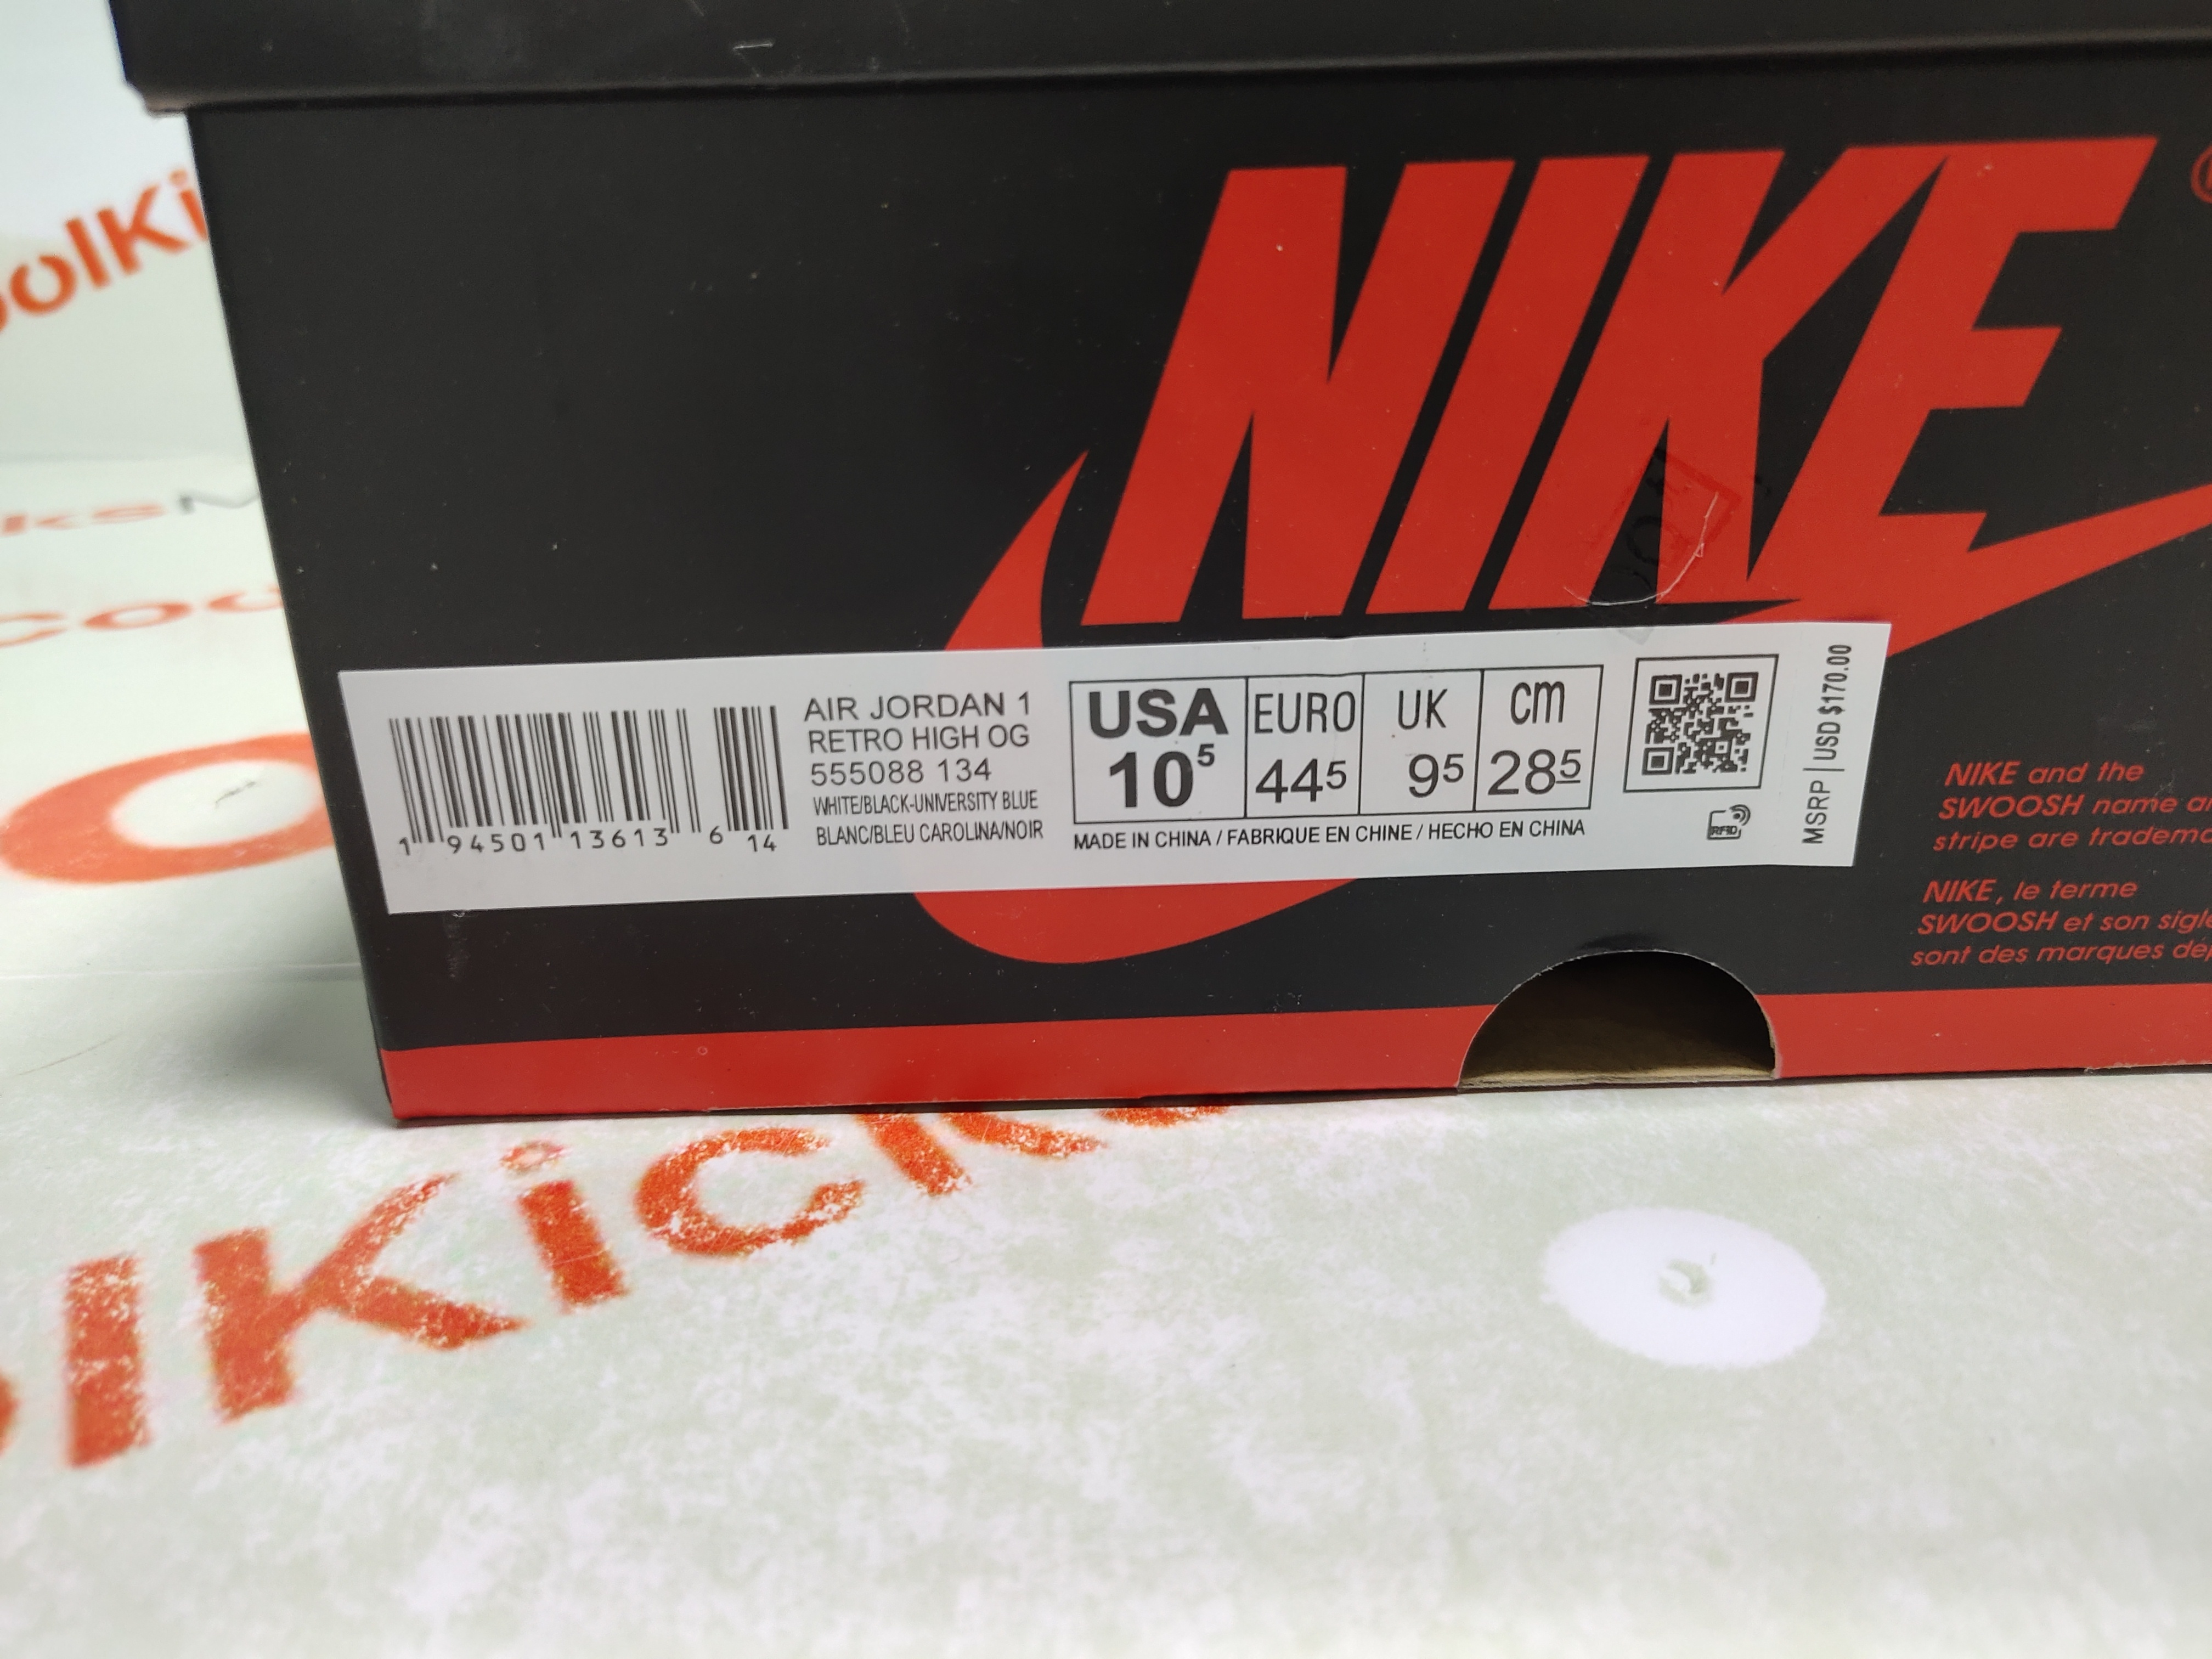 NIKE
AIR JORDAN 1
RETRO HIGH OG
555088 134
WHITE/BLACK-UNIVERSITY BLUE
BLANC/BLEU CAROLINA/NOIR
1 94501 13613 6 14
USA EURO UK cm
10⁵ 44⁵ 9⁵ 28⁵
MADE IN CHINA / FABRIQUE EN CHINE / HECHO EN CHINA
RFID
MSRP | USD $170.00
NIKE and the
SWOOSH name
stripe are
NIKE, le terme
SWOOSH et son
sont des marques
olKi
olKicks